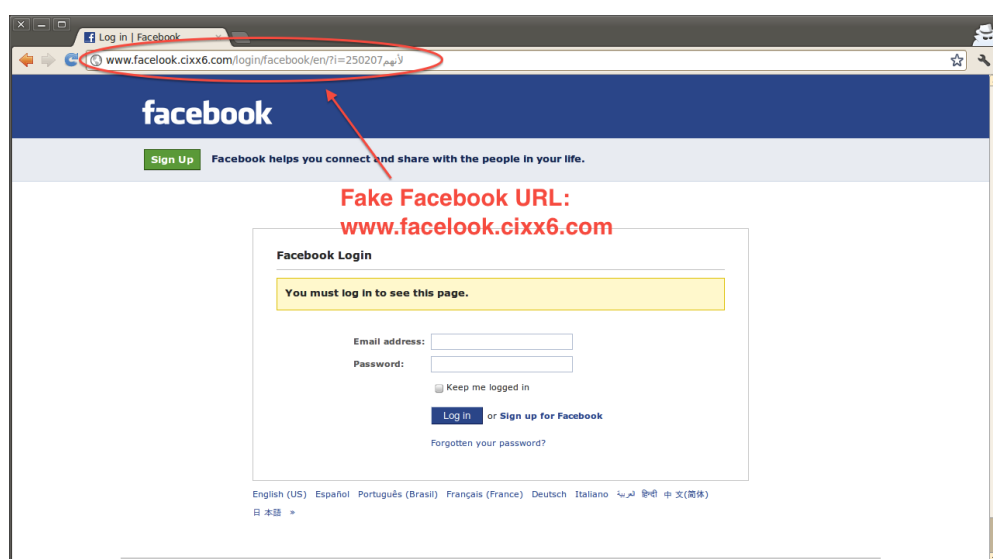 Log in | Facebook
www.facelook.cixx6.com/login/facebook/en/?i=250207لأنهم
facebook
Sign Up Facebook helps you connect and share with the people in your life.
Fake Facebook URL:
www.facelook.cixx6.com
Facebook Login
You must log in to see this page.
Email address:
Password:
Keep me logged in
Log in or Sign up for Facebook
Forgotten your password?
English (US) Español Português (Brasil) Français (France) Deutsch Italiano العربية हिन्दी 中文(简体)
日本語 »